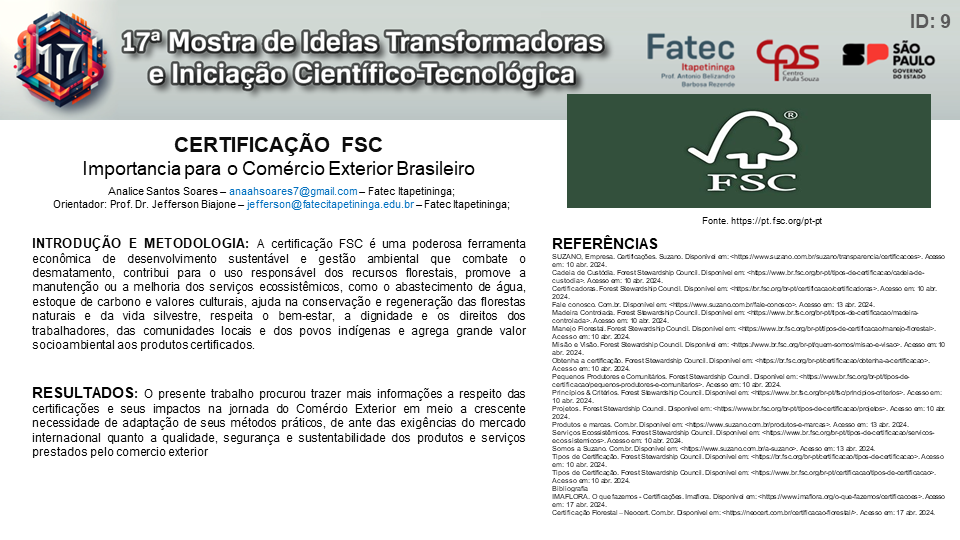 ID: 9
17
17ª Mostra de Ideias Transformadoras
e Iniciação Científico-Tecnológica
Fatec
Itapetininga
Prof. Antonio Belizandro
Barbosa Rezende
CPS
Centro
Paula Souza
SP
SÃO PAULO
GOVERNO DO ESTADO
CERTIFICAÇÃO FSC
Importancia para o Comércio Exterior Brasileiro
Analice Santos Soares – anaahsoares7@gmail.com – Fatec Itapetininga;
Orientador: Prof. Dr. Jefferson Biajone – jefferson@fatecitapetininga.edu.br – Fatec Itapetininga;
®
FSC
Fonte. https://pt. fsc.org/pt-pt
INTRODUÇÃO E METODOLOGIA: A certificação FSC é uma poderosa ferramenta
econômica de desenvolvimento sustentável e gestão ambiental que combate o
desmatamento, contribui para o uso responsável dos recursos florestais, promove a
manutenção ou a melhoria dos serviços ecossistêmicos, como o abastecimento de água,
estoque de carbono e valores culturais, ajuda na conservação e regeneração das florestas
naturais e da vida silvestre, respeita o bem-estar, a dignidade e os direitos dos
trabalhadores, das comunidades locais e dos povos indígenas e agrega grande valor
socioambiental aos produtos certificados.
RESULTADOS: O presente trabalho procurou trazer mais informações a respeito das
certificações e seus impactos na jornada do Comércio Exterior em meio a crescente
necessidade de adaptação de seus métodos práticos, de ante das exigências do mercado
internacional quanto a qualidade, segurança e sustentabilidade dos produtos e serviços
prestados pelo comercio exterior
REFERÊNCIAS
SUZANO, Empresa. Certificações. Suzano. Disponível em: <https://www.suzano.com.br/suzano/transparencia/certificacoes>. Acesso
em: 10 abr. 2024.
Cadeia de Custódia. Forest Stewardship Council. Disponível em: <https://www.br.fsc.org/br-pt/tipos-de-certificacao/cadeia-de-
custodia>. Acesso em: 10 abr. 2024.
Certificadoras. Forest Stewardship Council. Disponível em: <https://br.fsc.org/br-pt/certificacao/certificadoras>. Acesso em: 10 abr.
2024.
Fale conosco. Com.br. Disponível em: <https://www.suzano.com.br/fale-conosco>. Acesso em: 13 abr. 2024.
Madeira Controlada. Forest Stewardship Council. Disponível em: <https://www.br.fsc.org/br-pt/tipos-de-certificacao/madeira-
controlada>. Acesso em: 10 abr. 2024.
Manejo Florestal. Forest Stewardship Council. Disponível em: <https://www.br.fsc.org/br-pt/tipos-de-certificacao/manejo-florestal>.
Acesso em: 10 abr. 2024.
Misão e Visão. Forest Stewardship Council. Disponível em: <https://www.br.fsc.org/br-pt/quem-somos/misao-e-visao>. Acesso em: 10
abr. 2024.
Obtenha a certificação. Forest Stewardship Council. Disponível em: <https://br.fsc.org/br-pt/certificacao/obtenha-a-certificacao>.
Acesso em: 10 abr. 2024.
Pequenos Produtores e Comunitários. Forest Stewardship Council. Disponível em: <https://www.br.fsc.org/br-pt/tipos-de-
certificacao/pequenos-produtores-e-comunitarios>. Acesso em: 10 abr. 2024.
Princípios & Critérios. Forest Stewardship Council. Disponível em: <https://www.br.fsc.org/br-pt/fsc/principios-criterios>. Acesso em:
10 abr. 2024.
Projetos. Forest Stewardship Council. Disponível em: <https://www.br.fsc.org/br-pt/tipos-de-certificacao/projetos>. Acesso em: 10 abr.
2024.
Produtos e marcas. Com.br. Disponível em: <https://www.suzano.com.br/produtos-e-marcas>. Acesso em: 13 abr. 2024.
Serviços Ecossistêmicos. Forest Stewardship Council. Disponível em: <https://www.br.fsc.org/br-pt/tipos-de-certificacao/servicos-
ecossistemicos>. Acesso em: 10 abr. 2024.
Somos a Suzano. Com.br. Disponível em: <https://www.suzano.com.br/a-suzano>. Acesso em: 13 abr. 2024.
Tipos de Certificação. Forest Stewardship Council. Disponível em: <https://br.fsc.org/br-pt/certificacao/tipos-de-certificacao>. Acesso
em: 10 abr. 2024.
Tipos de Certificação. Forest Stewardship Council. Disponível em: <https://www.br.fsc.org/br-pt/certificacao/tipos-de-certificacao>.
Acesso em: 10 abr. 2024.
Bibliografia
IMAFLORA. O que fazemos - Certificações. Imaflora. Disponível em: <https://www.imaflora.org/o-que-fazemos/certificacoes>. Acesso
em: 17 abr. 2024.
Certificação Florestal – Neocert. Com.br. Disponível em: <https://neocert.com.br/certificacao-florestal/>. Acesso em: 17 abr. 2024.